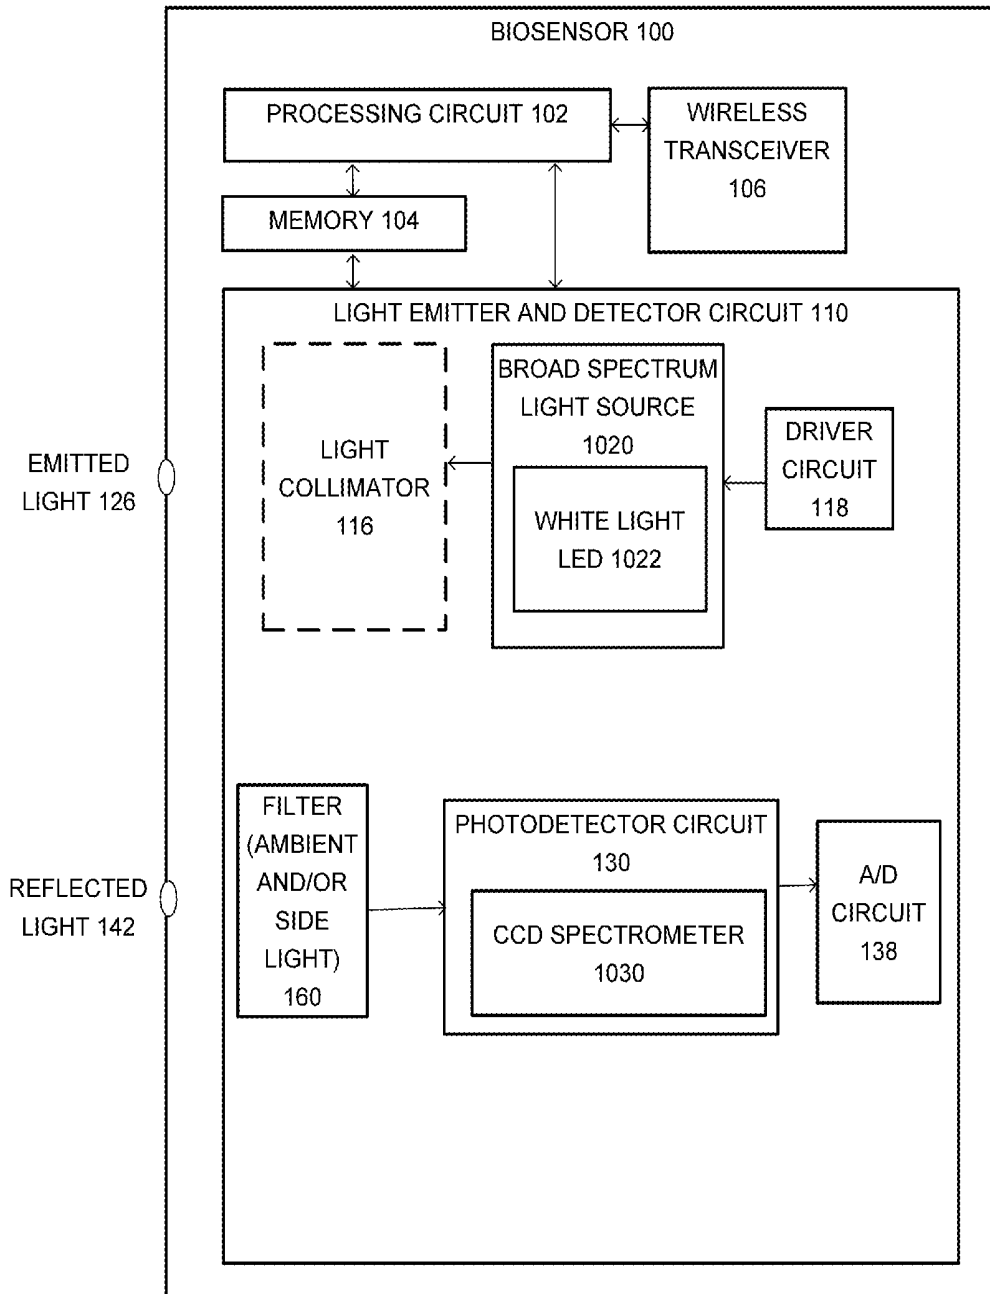 BIOSENSOR 100
PROCESSING CIRCUIT 102
WIRELESS
TRANSCEIVER
106
MEMORY 104
LIGHT EMITTER AND DETECTOR CIRCUIT 110
LIGHT
COLLIMATOR
116
BROAD SPECTRUM
LIGHT SOURCE
1020
WHITE LIGHT
LED 1022
DRIVER
CIRCUIT
118
EMITTED
LIGHT 126
FILTER
(AMBIENT
AND/OR
SIDE
LIGHT)
160
PHOTODETECTOR CIRCUIT
130
CCD SPECTROMETER
1030
A/D
CIRCUIT
138
REFLECTED
LIGHT 142